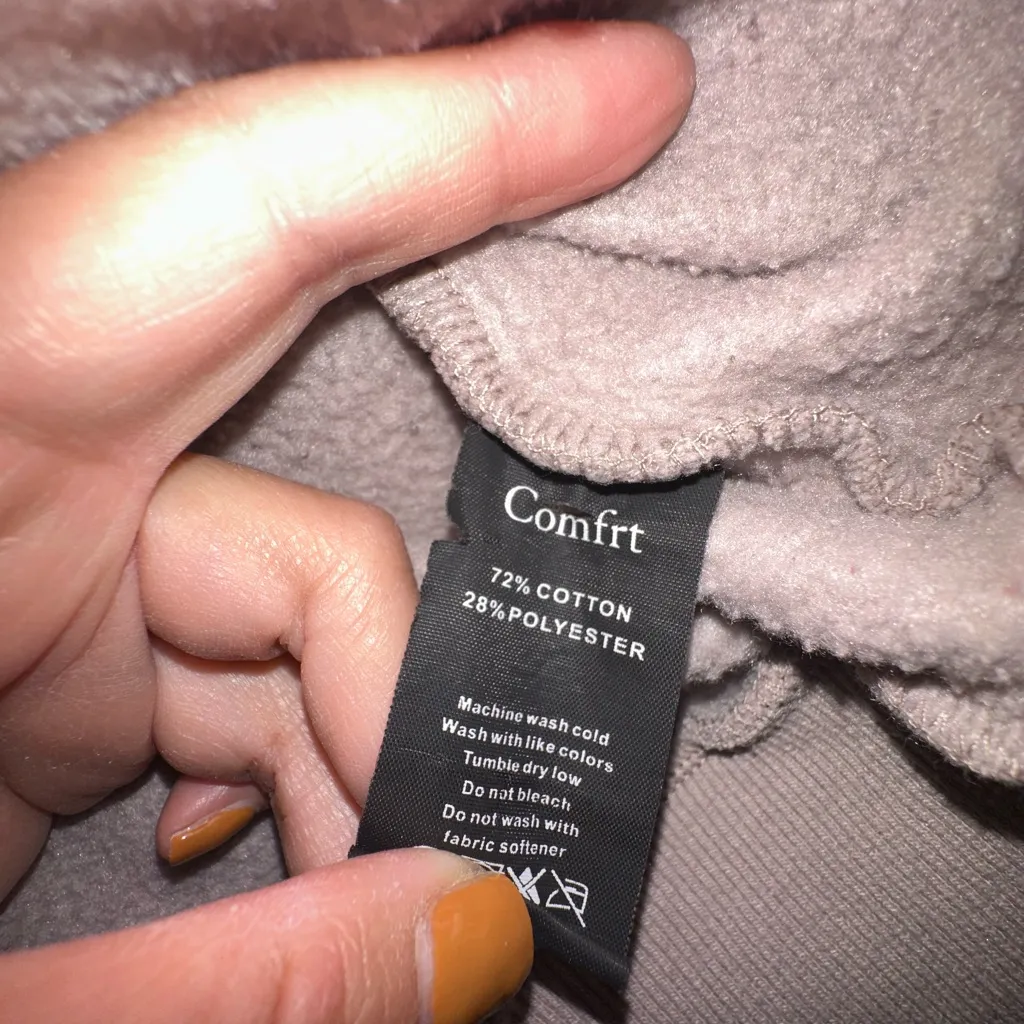 Comfrt
72% COTTON
28%POLYESTER
Machine wash cold
Wash with like colors
Tumble dry low
Do not bleach
Do not wash with
fabric softener